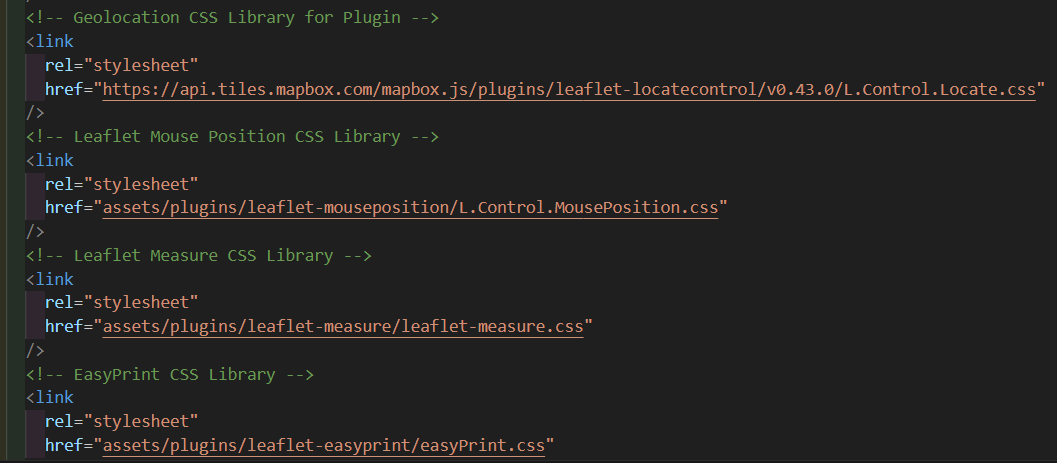 <!-- Geolocation CSS Library for Plugin -->
<link
rel="stylesheet"
href="https://api.tiles.mapbox.com/mapbox.js/plugins/leaflet-locatecontrol/v0.43.0/L.Control.Locate.css"
/>
<!-- Leaflet Mouse Position CSS Library -->
<link
rel="stylesheet"
href="assets/plugins/leaflet-mouseposition/L.Control.MousePosition.css"
/>
<!-- Leaflet Measure CSS Library -->
<link
rel="stylesheet"
href="assets/plugins/leaflet-measure/leaflet-measure.css"
/>
<!-- EasyPrint CSS Library -->
<link
rel="stylesheet"
href="assets/plugins/leaflet-easyprint/easyPrint.css"